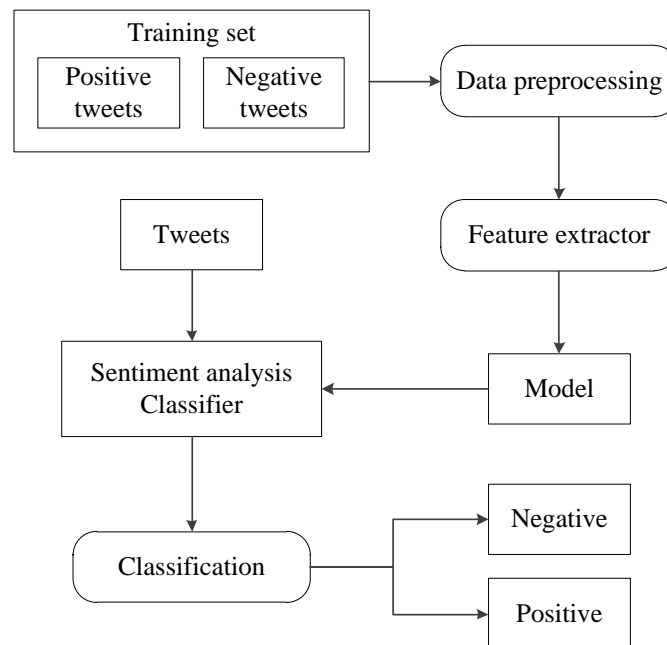 Training set
Positive
tweets
Negative
tweets
Data preprocessing
Tweets
Feature extractor
Sentiment analysis
Classifier
Model
Classification
Negative
Positive